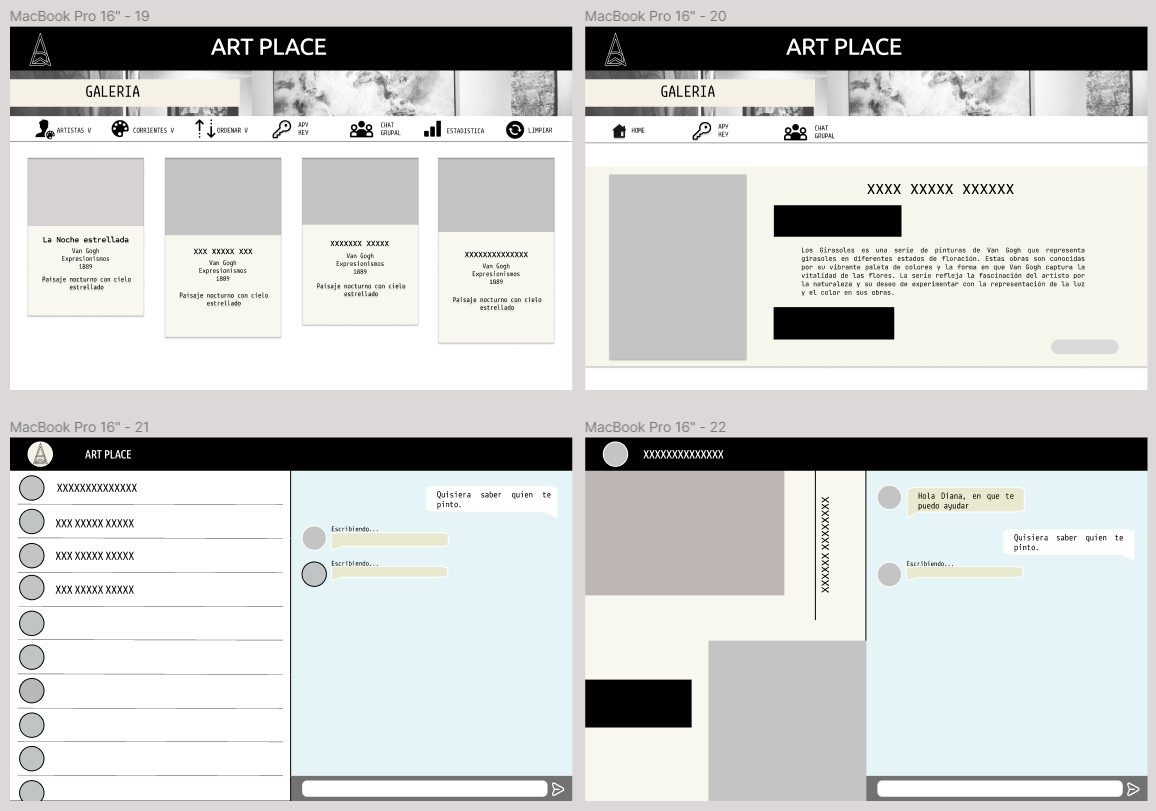 MacBook Pro 16" - 19
ART PLACE
GALERIA
ARTISTAS V
CORRIENTES V
ORDENAR V
APY
KEY
CHAT
GRUPAL
ESTADISTICA
LIMPIAR
La Noche estrellada
Van Gogh
Expresionismos
1889
Paisaje nocturno con cielo
estrellado
XXX XXXXX XXX
Van Gogh
Expresionismos
1889
Paisaje nocturno con cielo
estrellado
XXXXXXX XXXXX
Van Gogh
Expresionismos
1889
Paisaje nocturno con cielo
estrellado
XXXXXXXXXXXXXX
Van Gogh
Expresionismos
1889
Paisaje nocturno con cielo
estrellado
MacBook Pro 16" - 20
ART PLACE
GALERIA
HOME
APY
KEY
CHAT
GRUPAL
XXXX XXXXX XXXXXX
Los Girasoles es una serie de pinturas de Van Gogh que representa
girasoles en diferentes estados de floración. Estas obras son conocidas
por su vibrante paleta de colores y la forma en que Van Gogh captura la
vitalidad de las flores. La serie refleja la fascinación del artista por
la naturaleza y su deseo de experimentar con la representación de la luz
y el color en sus obras.
MacBook Pro 16" - 21
ART PLACE
XXXXXXXXXXXXXX
XXX XXXXX XXXXX
XXX XXXXX XXXXX
XXX XXXXX XXXXX
Quisiera saber quien te
pinto.
Escribiendo...
Escribiendo...
MacBook Pro 16" - 22
XXXXXXXXXXXXXX
XXXXXXX XXXXXXXXX
Hola Diana, en que te
puedo ayudar
Quisiera saber quien te
pinto.
Escribiendo...